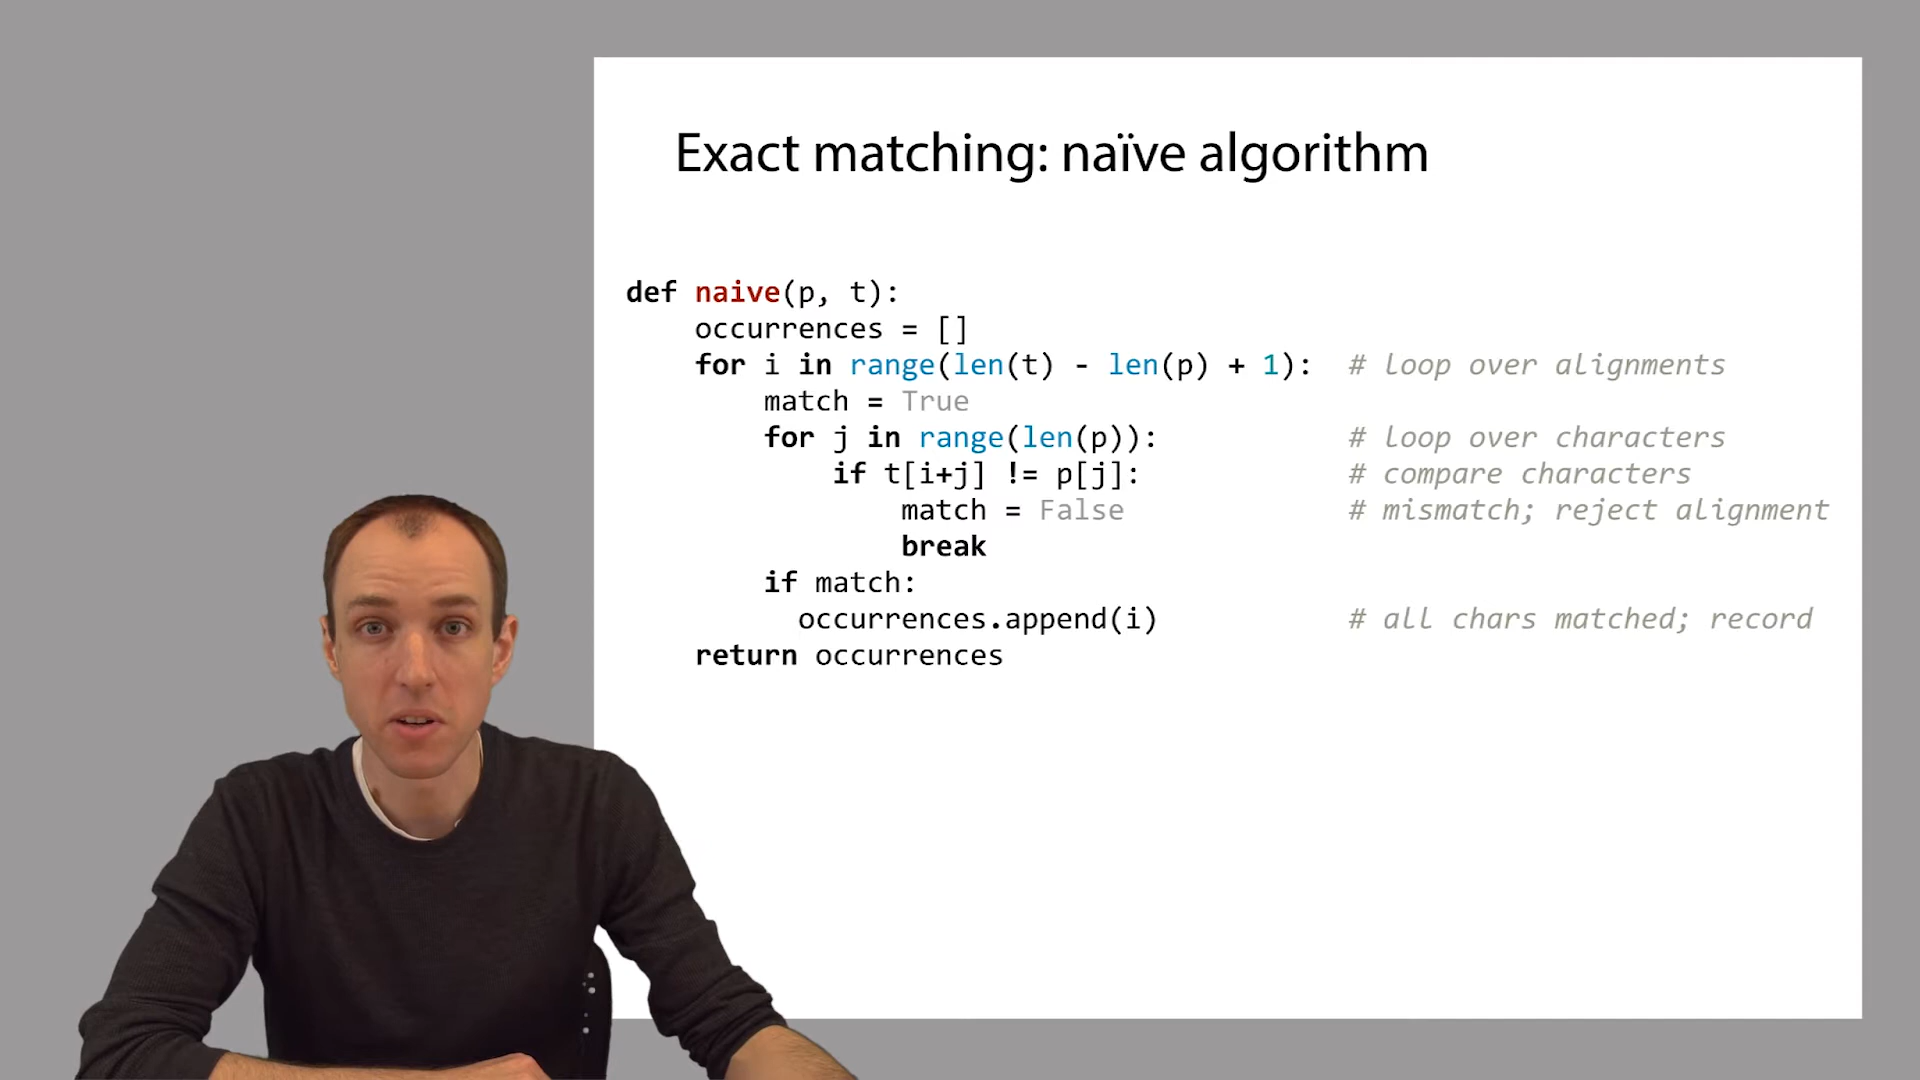 Exact matching: naïve algorithm
def naive(p, t):
    occurrences = []
    for i in range(len(t) - len(p) + 1):  # loop over alignments
        match = True
        for j in range(len(p)):           # loop over characters
            if t[i+j] != p[j]:            # compare characters
                match = False             # mismatch; reject alignment
                break
        if match:
          occurrences.append(i)           # all chars matched; record
    return occurrences